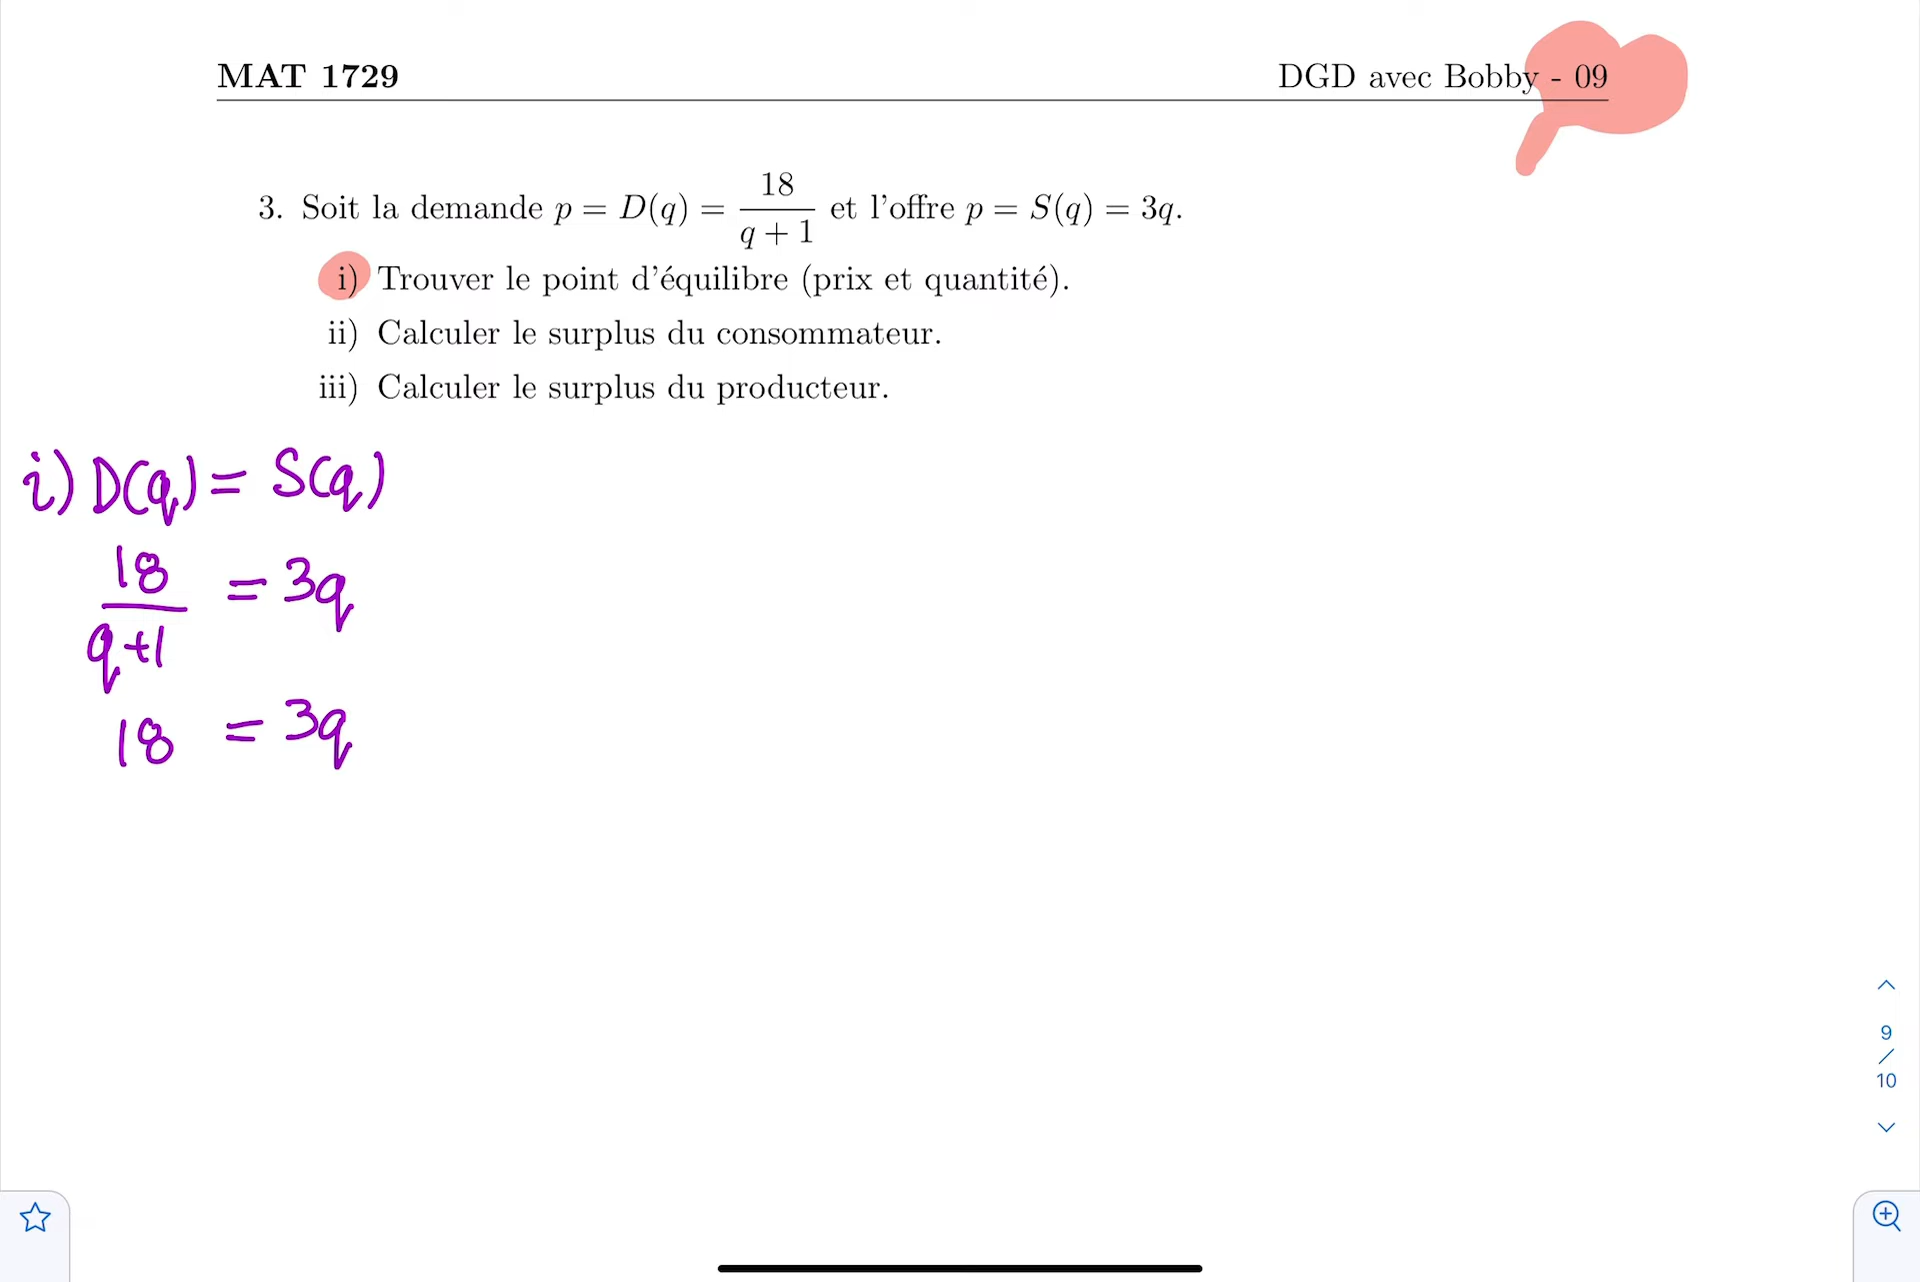 MAT 1729 DGD avec Bobby - 09
3. Soit la demande p = D(q) = 18/(q + 1) et l'offre p = S(q) = 3q.
i) Trouver le point d'équilibre (prix et quantité).
ii) Calculer le surplus du consommateur.
iii) Calculer le surplus du producteur.
i) D(q) = S(q)
18/(q+1) = 3q
18 = 3q
9
/
10